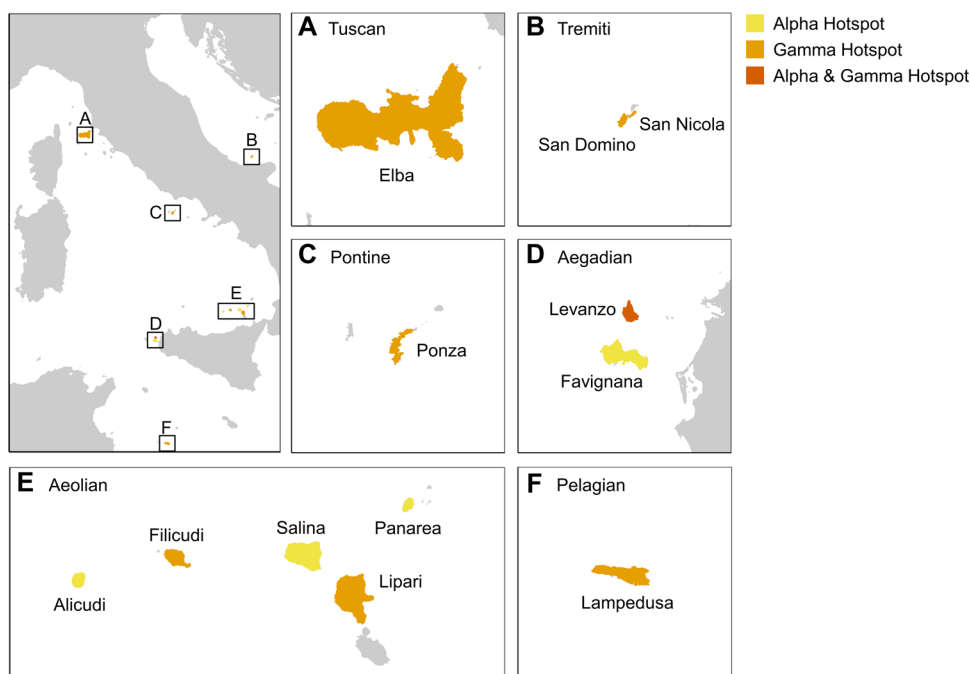 A Tuscan
Elba
B Tremiti
San Nicola
San Domino
Alpha Hotspot
Gamma Hotspot
Alpha & Gamma Hotspot
A
B
C
E
D
F
C Pontine
Ponza
D Aegadian
Levanzo
Favignana
E Aeolian
Panarea
Salina
Filicudi
Lipari
Alicudi
F Pelagian
Lampedusa